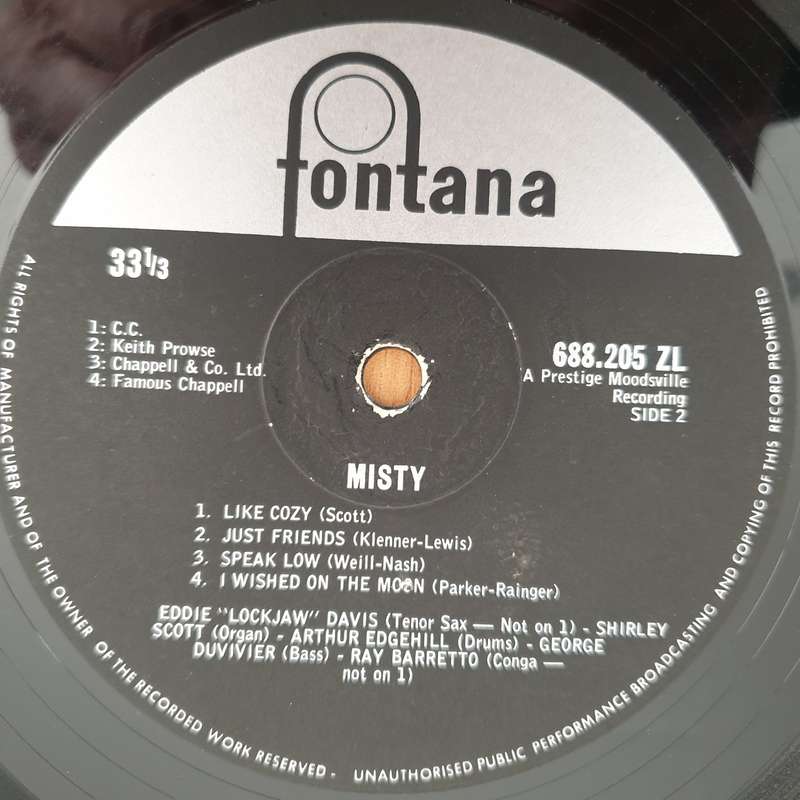 fontana
33 1/3
1: C.C.
2: Keith Prowse
3: Chappell & Co. Ltd.
4: Famous Chappell
688.205 ZL
A Prestige Moodsville
Recording
SIDE 2
MISTY
1. LIKE COZY (Scott)
2. JUST FRIENDS (Klenner-Lewis)
3. SPEAK LOW (Weill-Nash)
4. I WISHED ON THE MOON (Parker-Rainger)
EDDIE "LOCKJAW" DAVIS (Tenor Sax — Not on 1) - SHIRLEY
SCOTT (Organ) - ARTHUR EDGEHILL (Drums) - GEORGE
DUVIVIER (Bass) - RAY BARRETTO (Conga —
not on 1)
ALL RIGHTS OF MANUFACTURER AND OF THE OWNER OF THE RECORDED WORK RESERVED - UNAUTHORISED PUBLIC PERFORMANCE BROADCASTING AND COPYING OF THIS RECORD PROHIBITED